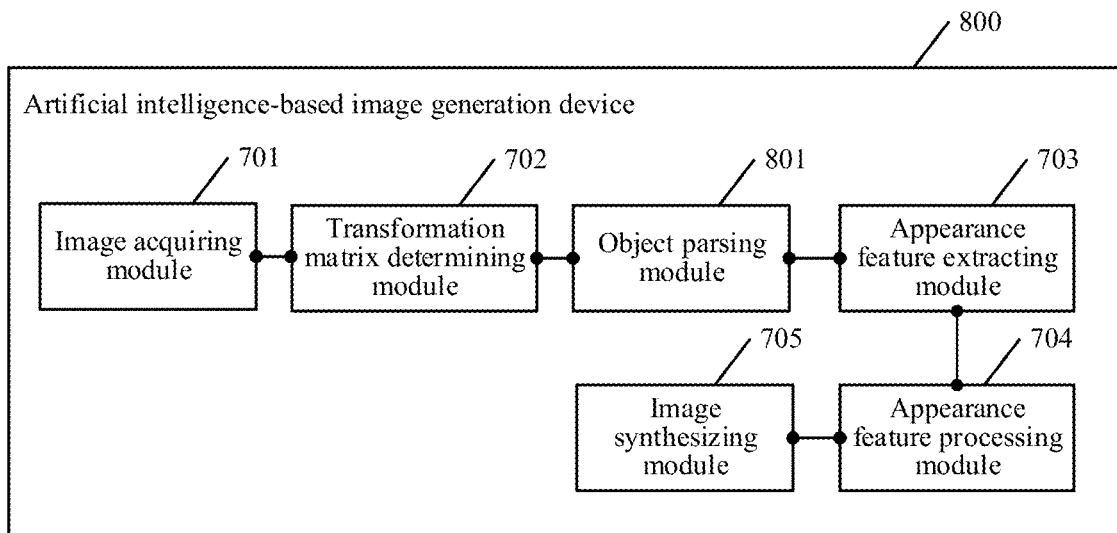 800
Artificial intelligence-based image generation device
701
702
801
703
Image acquiring
module
Transformation
matrix determining
module
Object parsing
module
Appearance
feature extracting
module
705
704
Image
synthesizing
module
Appearance
feature processing
module